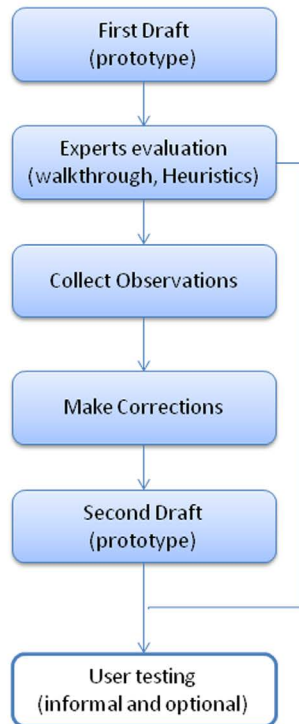 First Draft
(prototype)
Experts evaluation
(walkthrough, Heuristics)
Collect Observations
Make Corrections
Second Draft
(prototype)
User testing
(informal and optional)